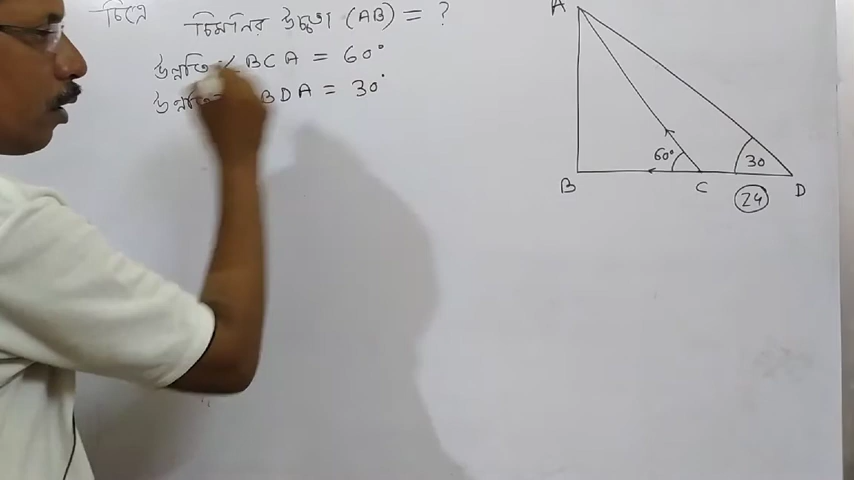 চিত্রে
চিমনির উচ্চতা (AB) = ?
উন্নতি ∠BCA = 60°
BDA = 30°
A
60°
30
B
C
D
24